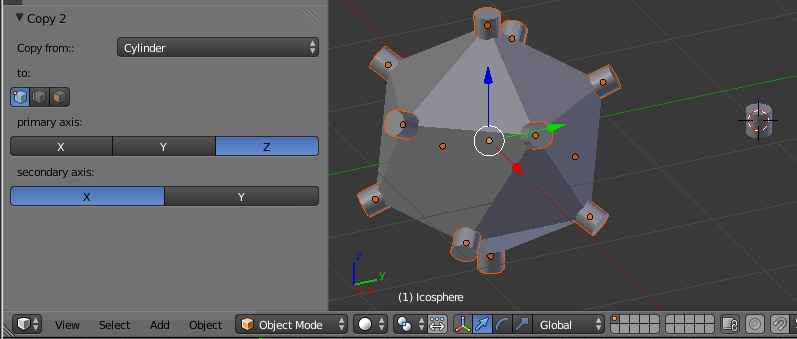 Copy 2
Copy from:: Cylinder
to:
primary axis:
X Y Z
secondary axis:
X Y
z
y
(1) Icosphere
View Select Add Object Object Mode Global